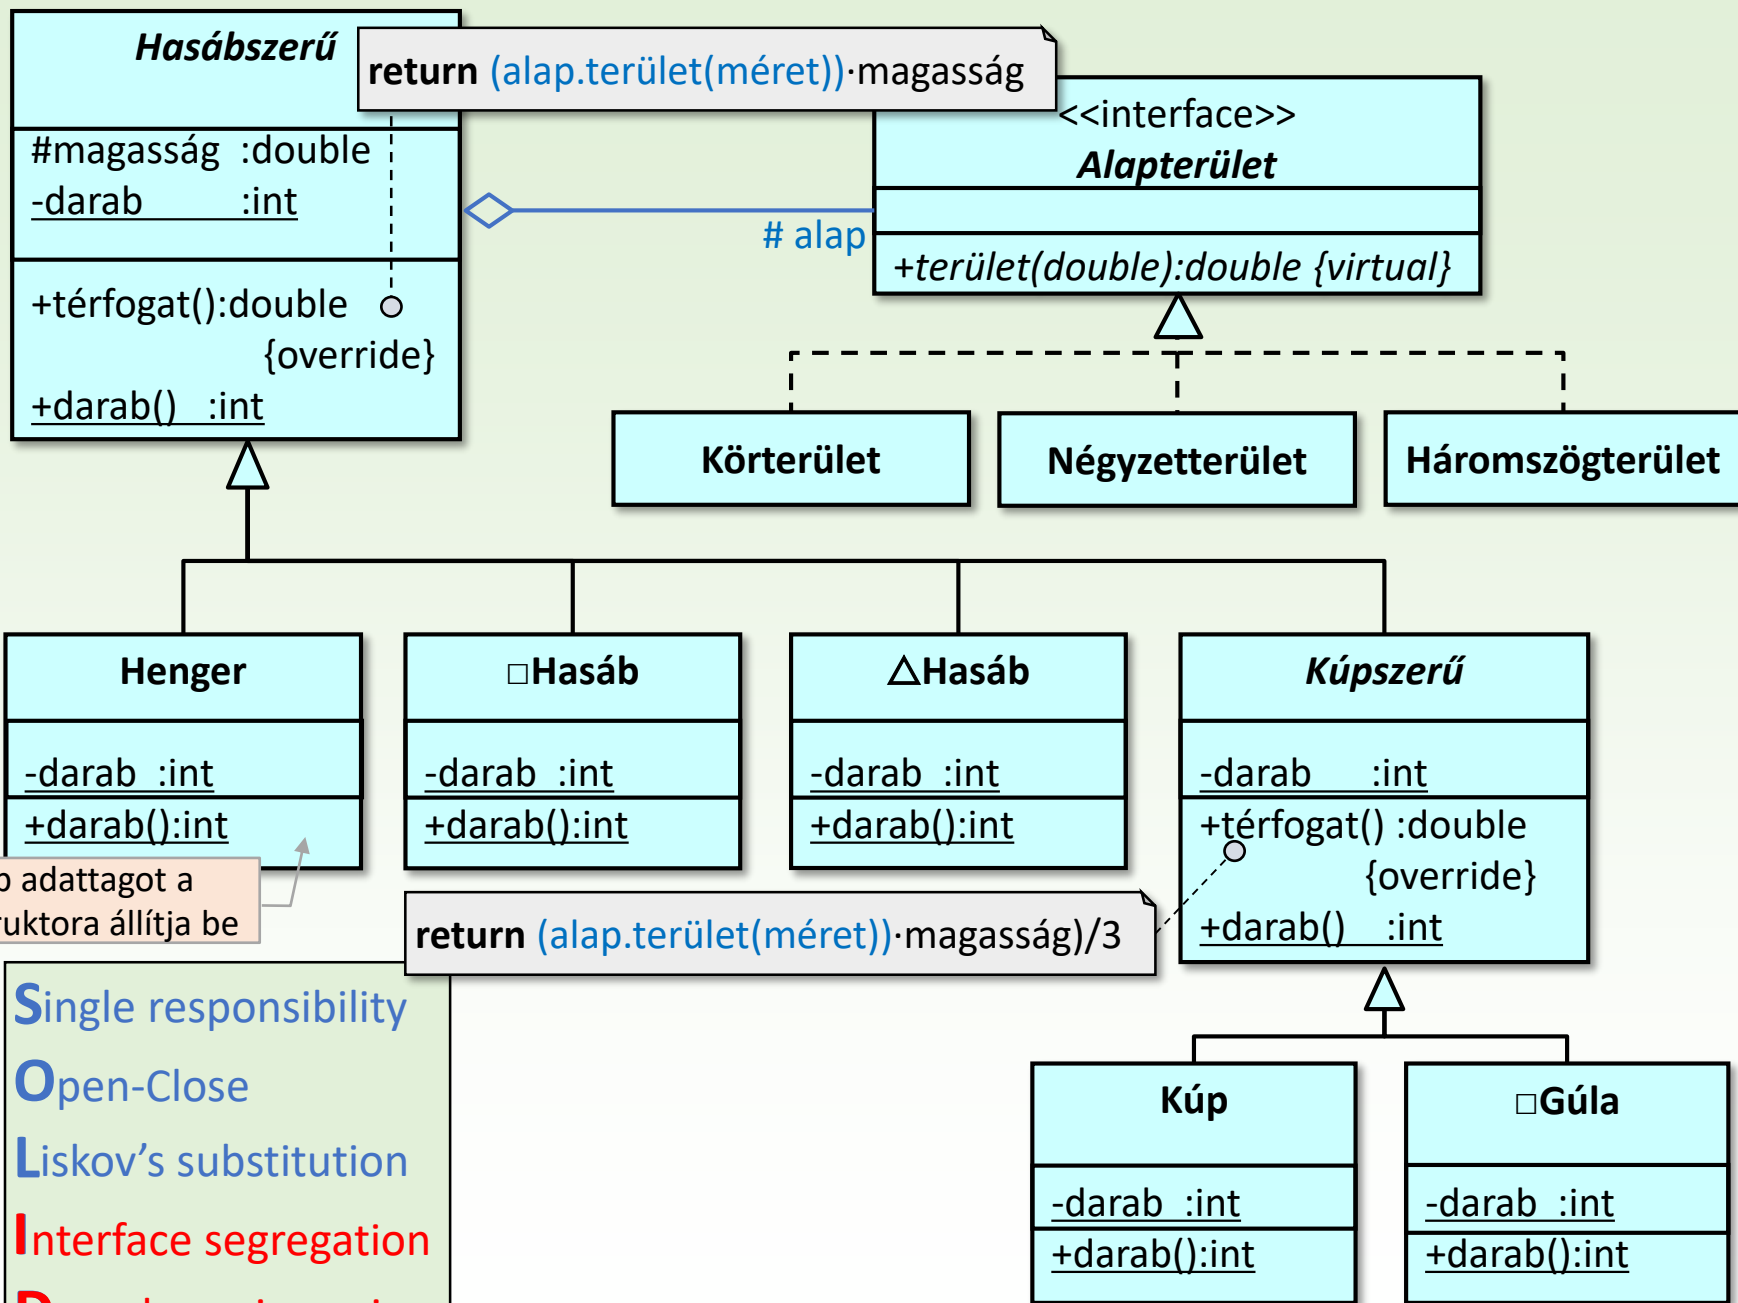 Hasábszerű
return (alap.terület(méret))·magasság
#magasság :double
-darab :int
+térfogat():double
{override}
+darab() :int
# alap
<<interface>>
Alapterület
+terület(double):double {virtual}
Körterület
Négyzetterület
Háromszögterület
Henger
-darab :int
+darab():int
□Hasáb
-darab :int
+darab():int
△Hasáb
-darab :int
+darab():int
Kúpszerű
-darab :int
+térfogat() :double
{override}
+darab() :int
adattagot a
állítja be
return (alap.terület(méret))·magasság)/3
Single responsibility
Open-Close
Liskov's substitution
Interface segregation
Kúp
-darab :int
+darab():int
□Gúla
-darab :int
+darab():int